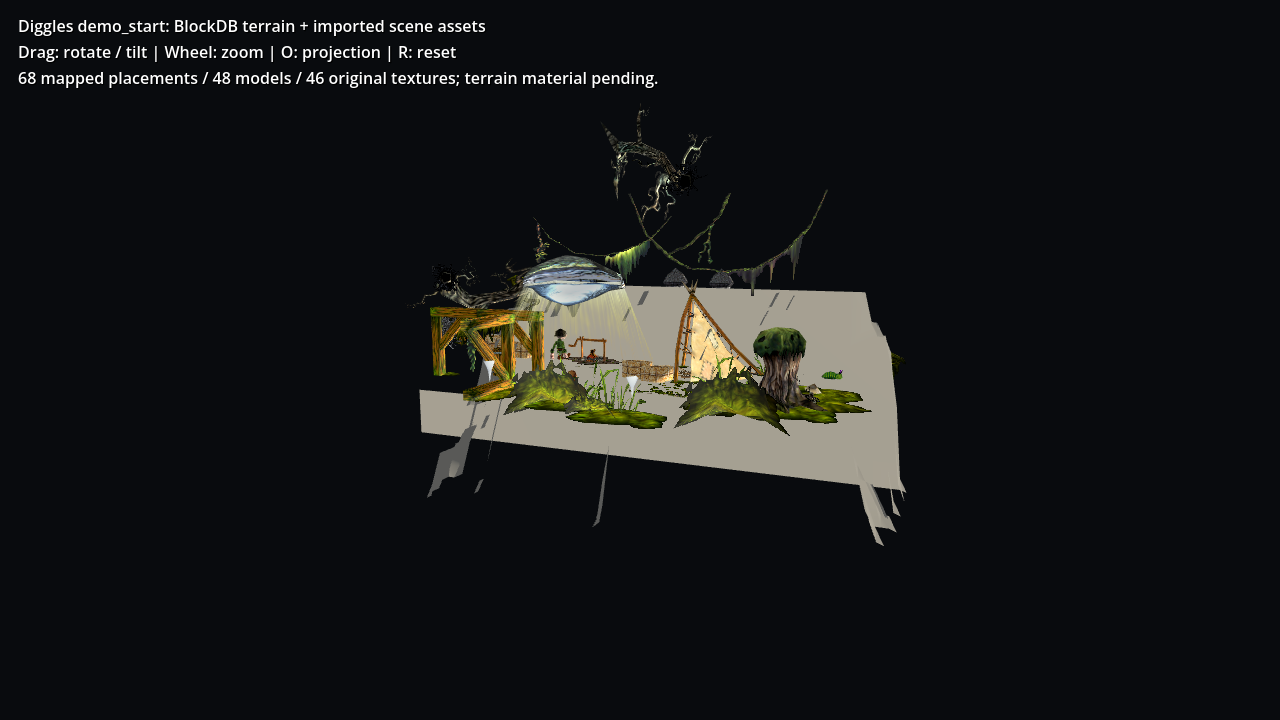 Diggles demo_start: BlockDB terrain + imported scene assets
Drag: rotate / tilt | Wheel: zoom | O: projection | R: reset
68 mapped placements / 48 models / 46 original textures; terrain material pending.